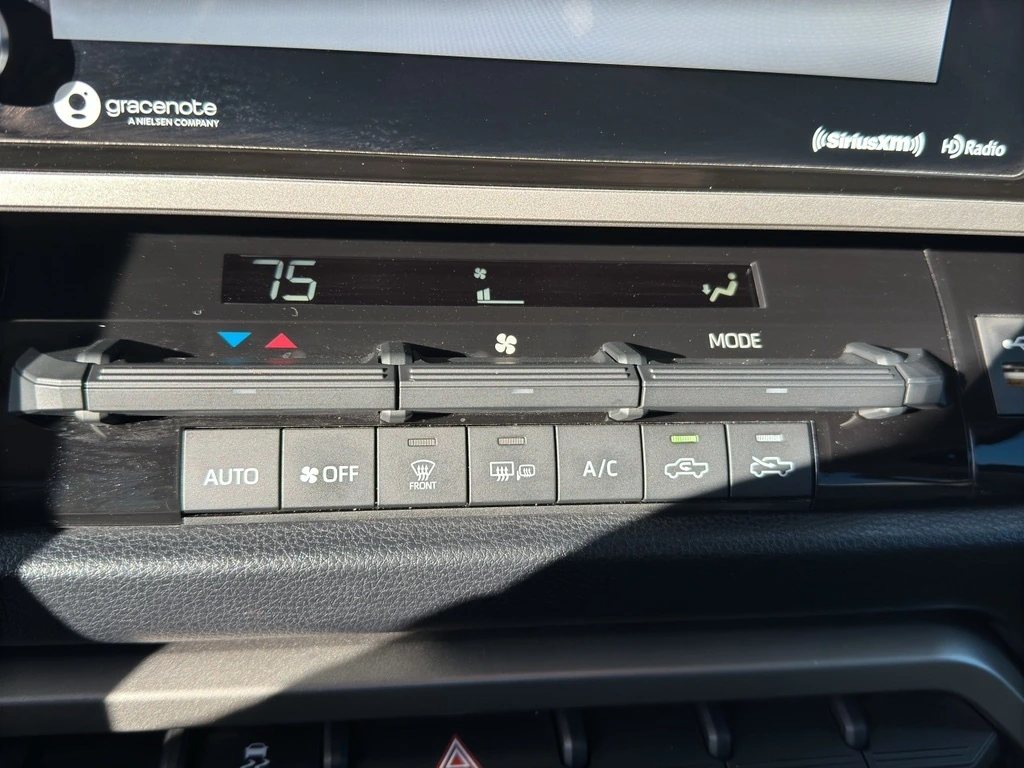 gracenote
A NIELSEN COMPANY
SiriusXM HD Radio
75
MODE
AUTO OFF FRONT A/C